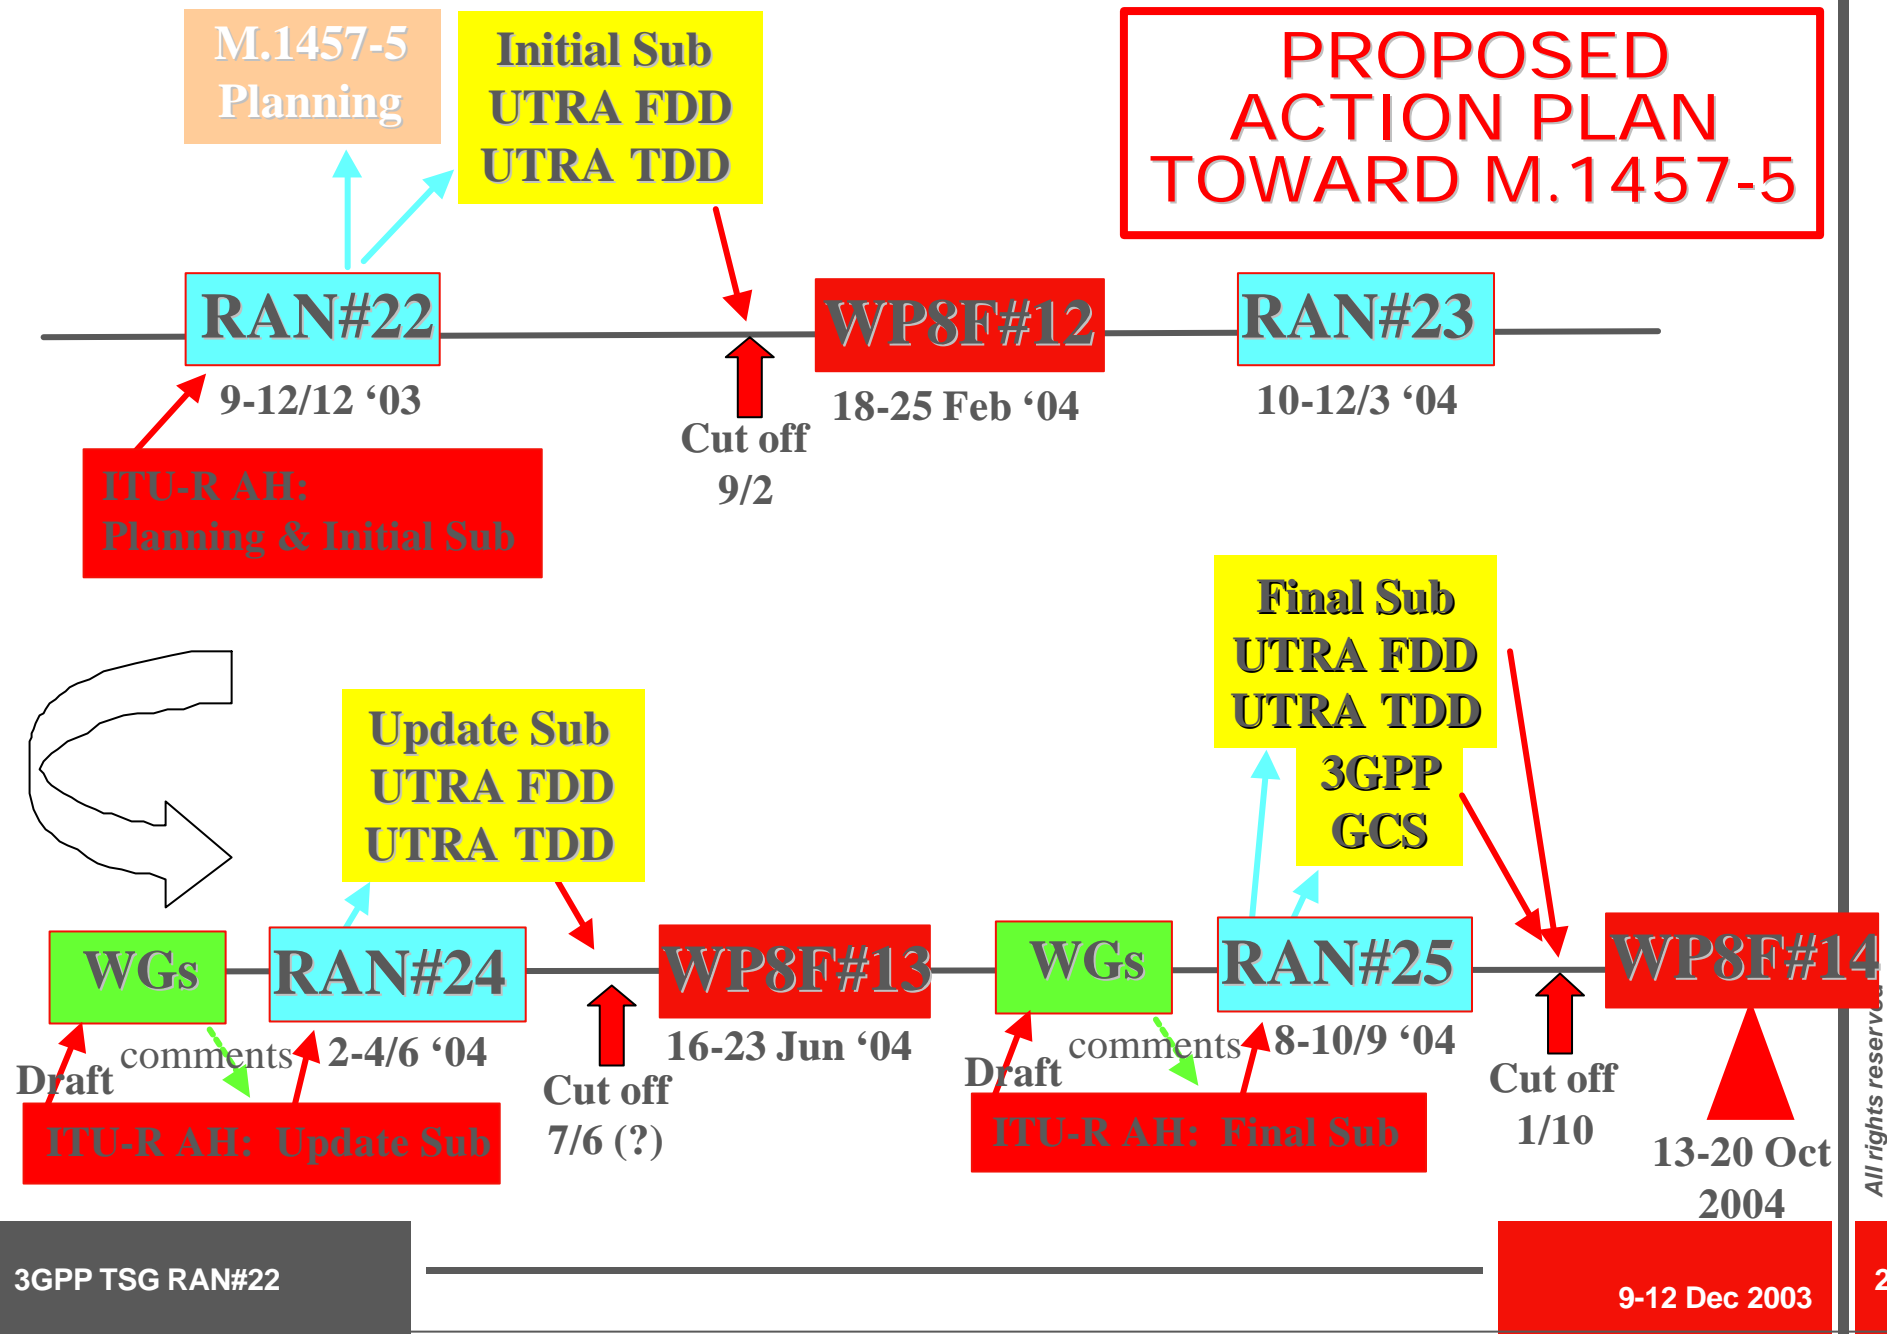 M.1457-5
Planning
Initial Sub
UTRA FDD
UTRA TDD
PROPOSED
ACTION PLAN
TOWARD M.1457-5
RAN#22
WP8F#12
RAN#23
9-12/12 ‘03
18-25 Feb ‘04
10-12/3 ‘04
Cut off
9/2
ITU-R AH:
Planning & Initial Sub
Final Sub
UTRA FDD
UTRA TDD
3GPP
GCS
Update Sub
UTRA FDD
UTRA TDD
WGs
RAN#24
WP8F#13
WGs
RAN#25
WP8F#14
Draft
comments
2-4/6 ‘04
16-23 Jun ‘04
Draft
comments
8-10/9 ‘04
Cut off
7/6 (?)
Cut off
1/10
13-20 Oct
2004
ITU-R AH:  Update Sub
ITU-R AH:  Final Sub
All rights reserved
3GPP TSG RAN#22
9-12 Dec 2003
2